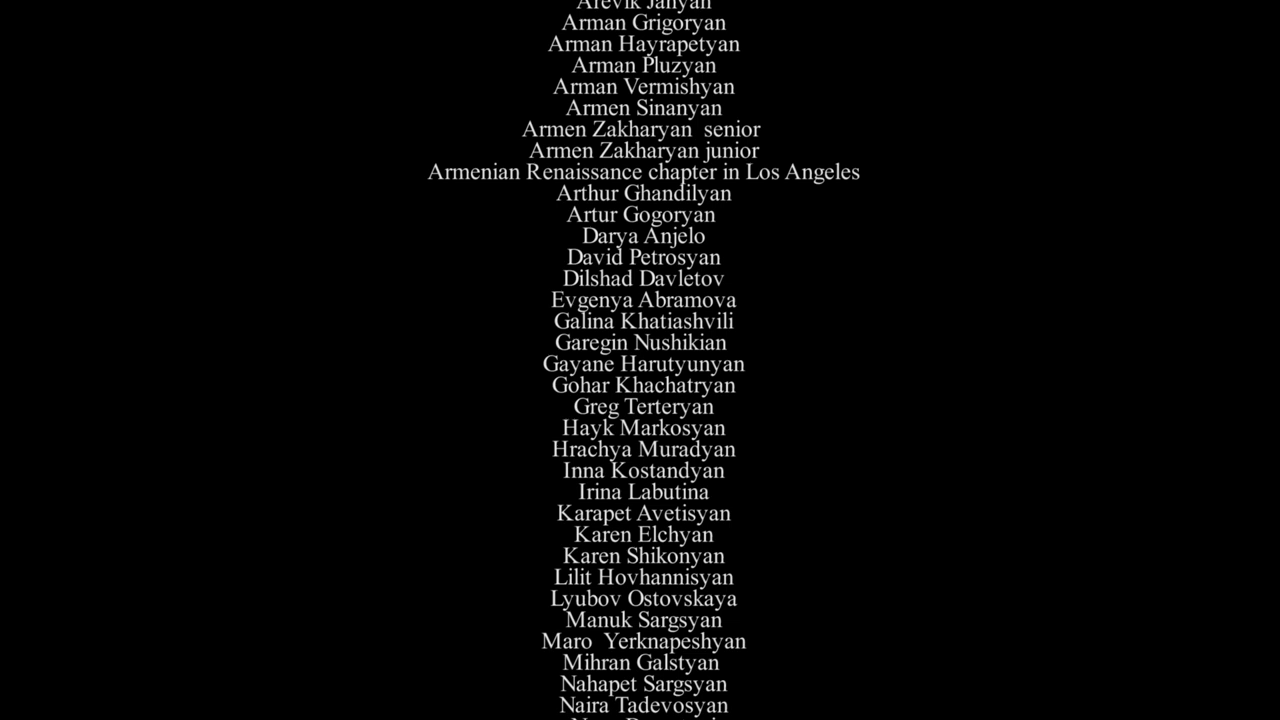 Arevik Janyan
Arman Grigoryan
Arman Hayrapetyan
Arman Pluzyan
Arman Vermishyan
Armen Sinanyan
Armen Zakharyan  senior
Armen Zakharyan junior
Armenian Renaissance chapter in Los Angeles
Arthur Ghandilyan
Artur Gogoryan
Darya Anjelo
David Petrosyan
Dilshad Davletov
Evgenya Abramova
Galina Khatiashvili
Garegin Nushikian
Gayane Harutyunyan
Gohar Khachatryan
Greg Terteryan
Hayk Markosyan
Hrachya Muradyan
Inna Kostandyan
Irina Labutina
Karapet Avetisyan
Karen Elchyan
Karen Shikonyan
Lilit Hovhannisyan
Lyubov Ostovskaya
Manuk Sargsyan
Maro  Yerknapeshyan
Mihran Galstyan
Nahapet Sargsyan
Naira Tadevosyan